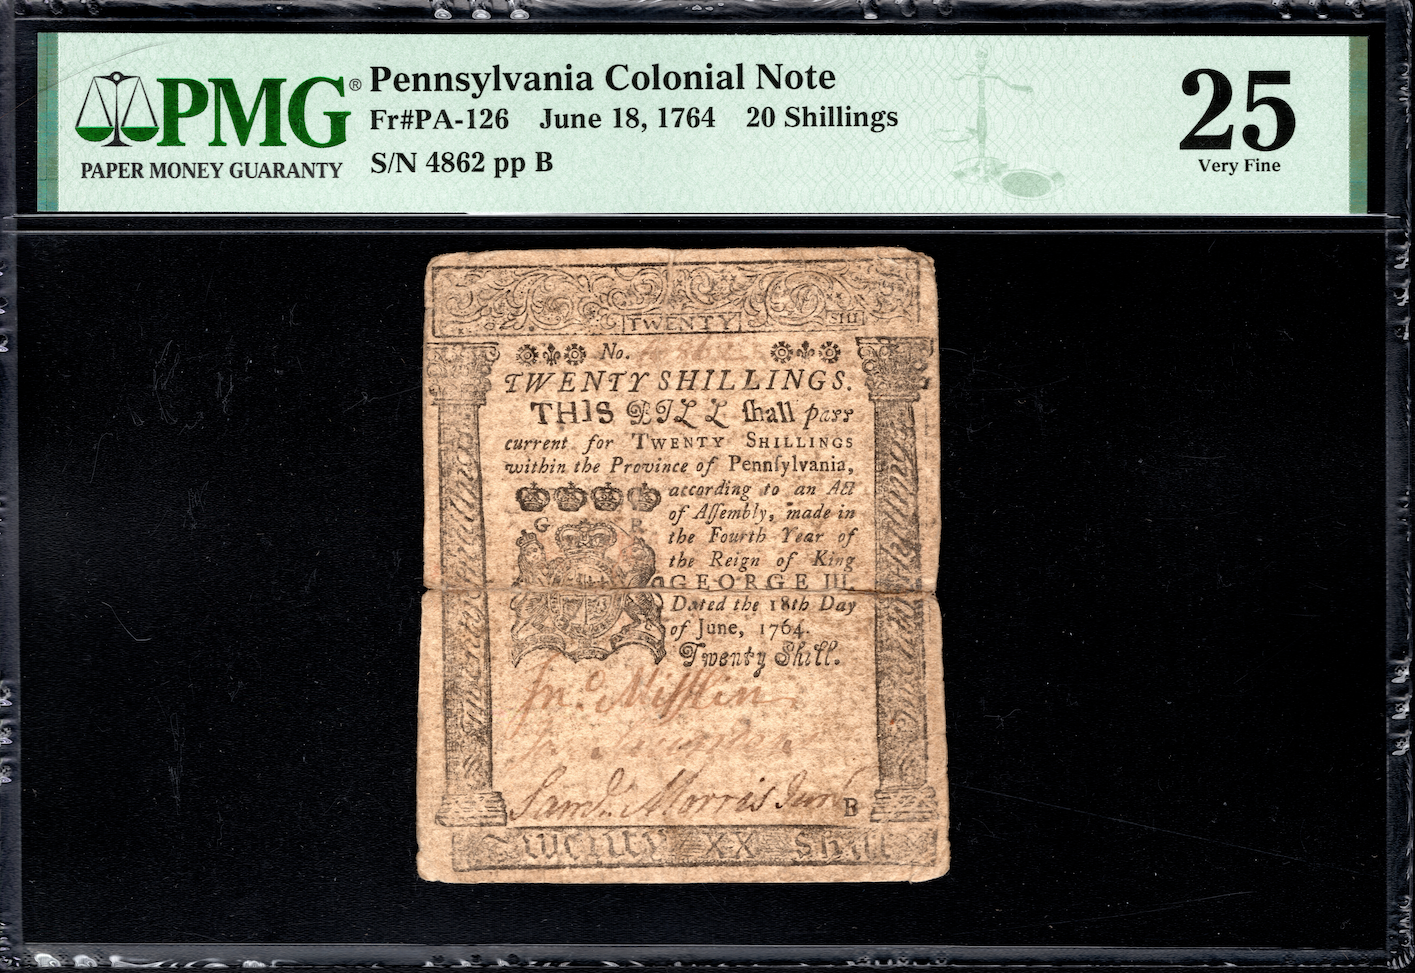 PMG®
PAPER MONEY GUARANTY
Pennsylvania Colonial Note
Fr#PA-126 June 18, 1764 20 Shillings
S/N 4862 pp B
25
Very Fine
TWENTY SHI
No.
TWENTY SHILLINGS.
THIS BILL ſhall paſs
current for TWENTY SHILLINGS
within the Province of Pennſylvania,
according to an Act
of Aſſembly, made in
the Fourth Year of
the Reign of King
GEORGE III.
Dated the 18th Day
of June, 1764.
Twenty Shill.
G R
Jno. Mifflin
Saml. Morris Junr
B
Twenty XX Shill